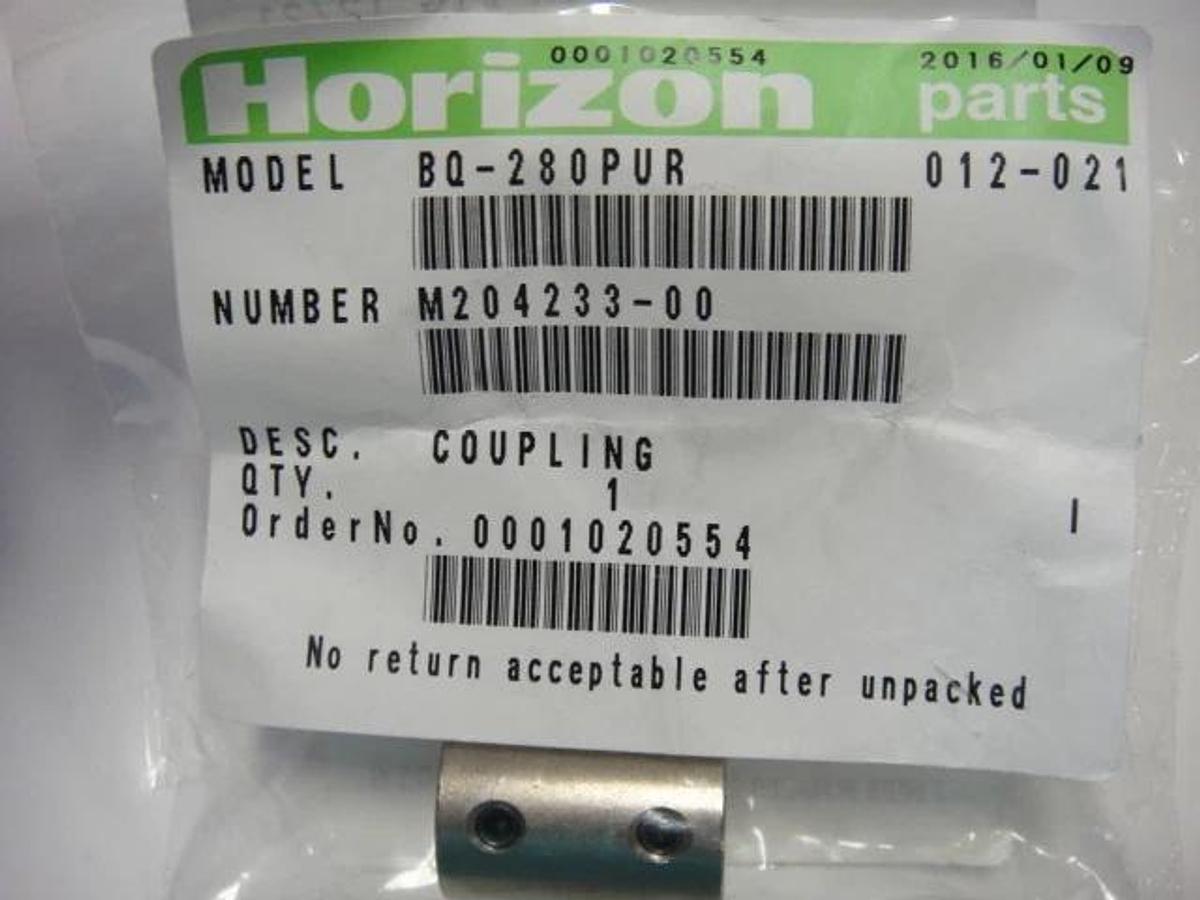 0001020554 2016/01/09
Horizon parts
MODEL BQ-280PUR 012-021
NUMBER M204233-00
DESC. COUPLING
QTY. 1
OrderNo. 0001020554 I
No return acceptable after unpacked